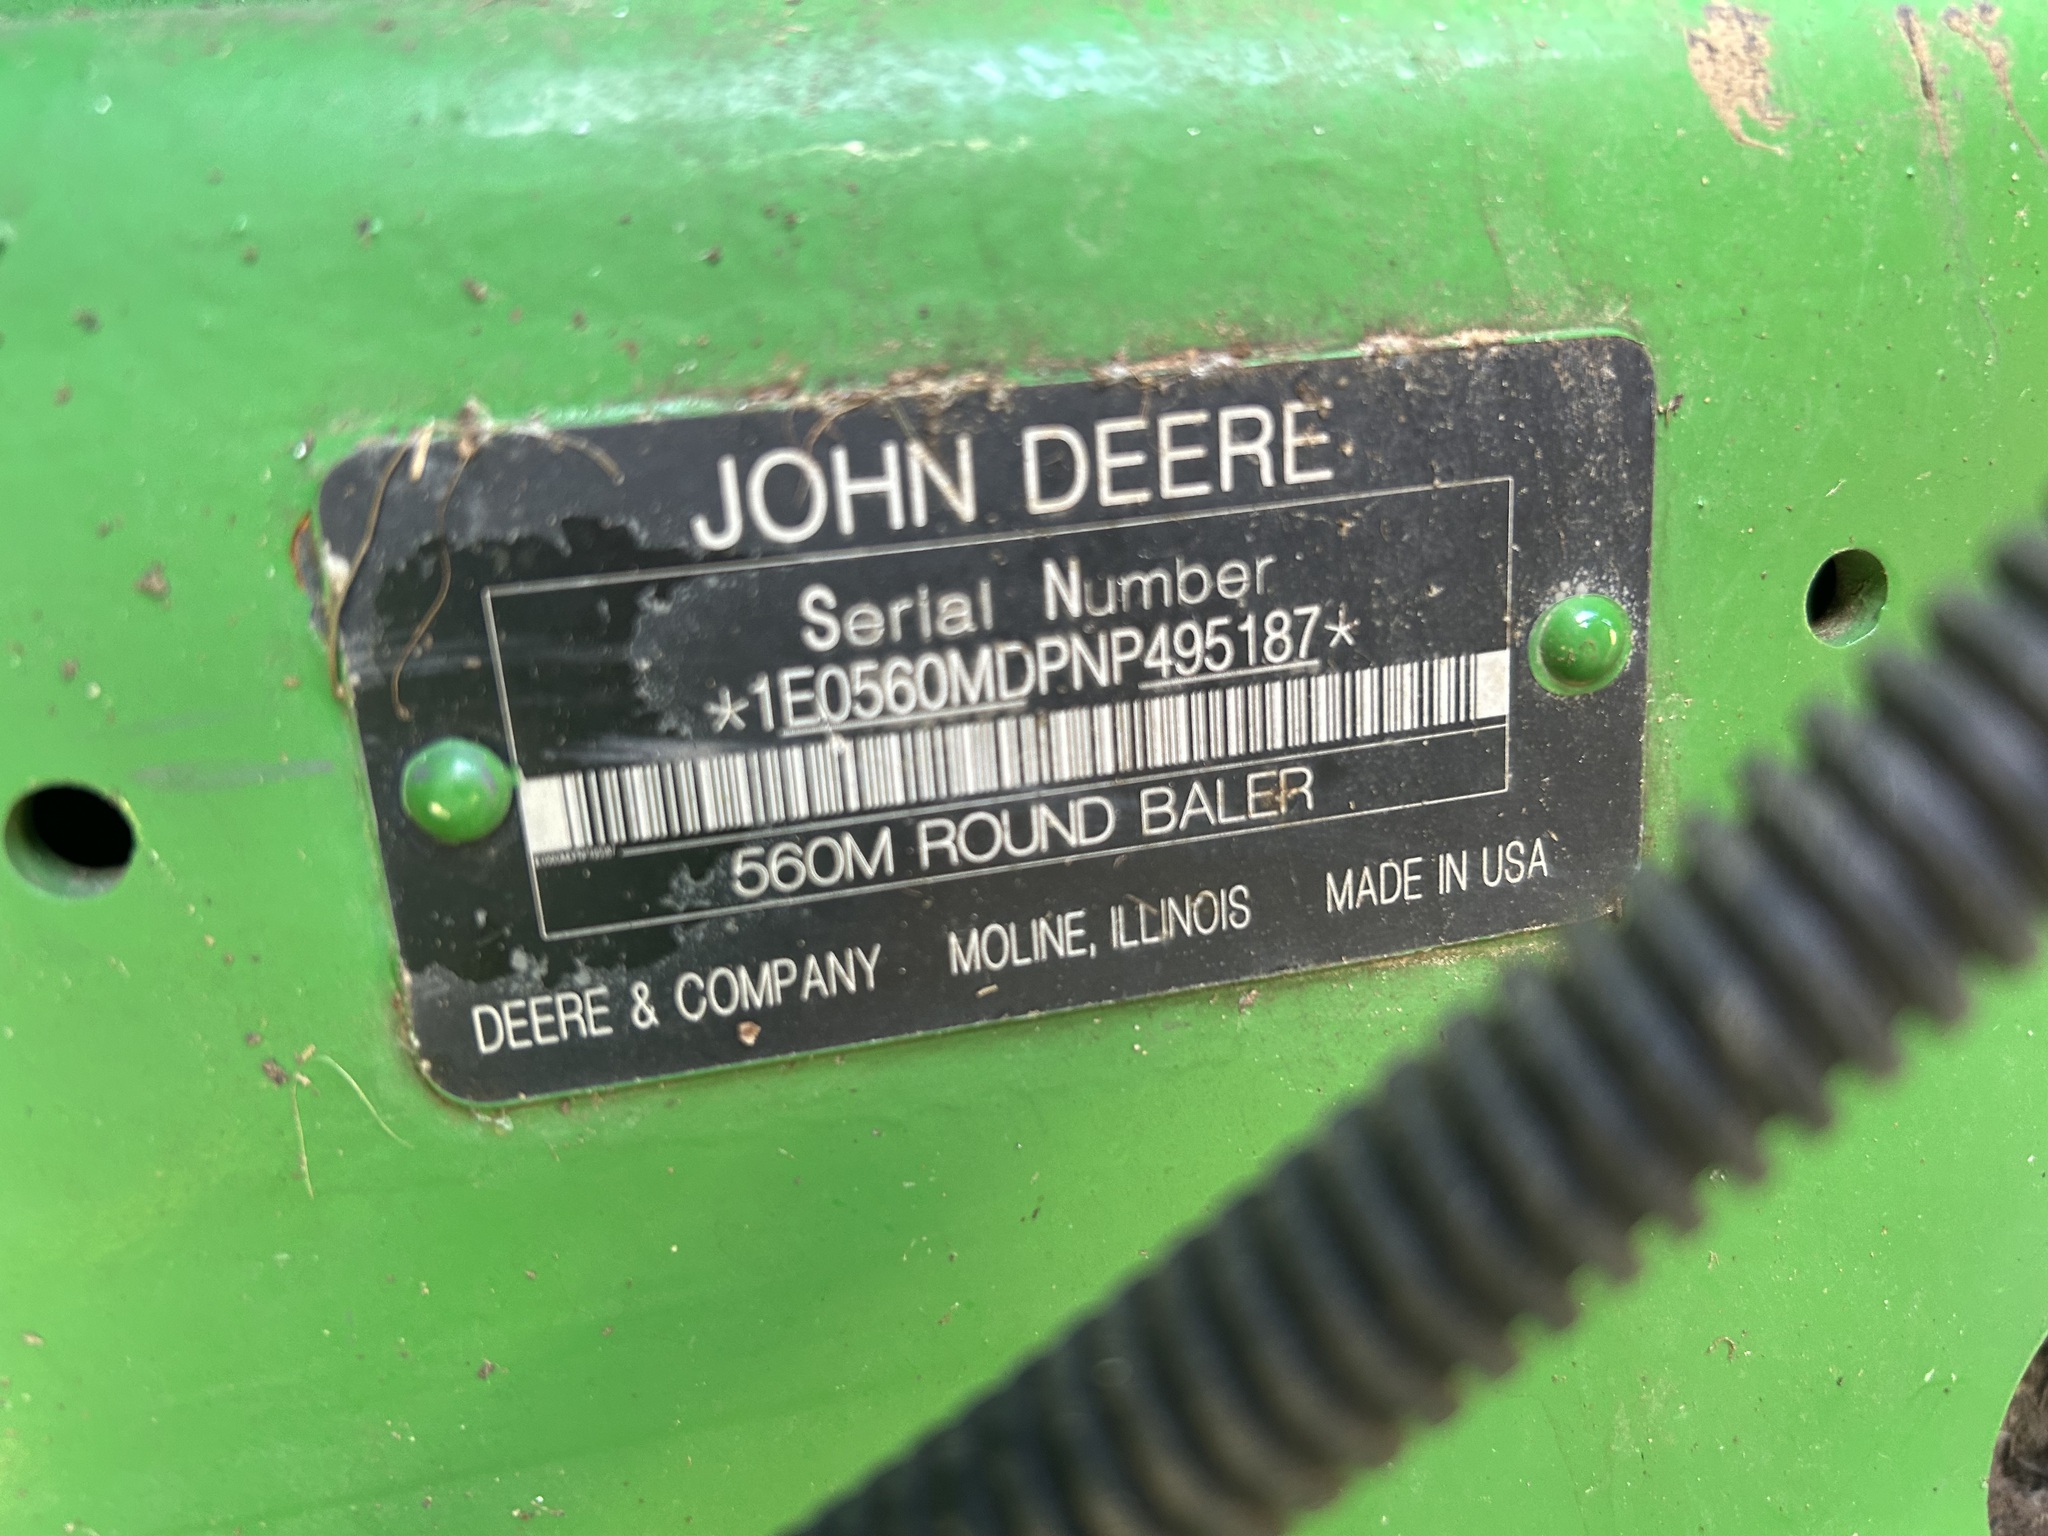 JOHN DEERE
Serial Number
*1E0560MDPNP495187*
560M ROUND BALER
DEERE & COMPANY MOLINE, ILLINOIS MADE IN USA